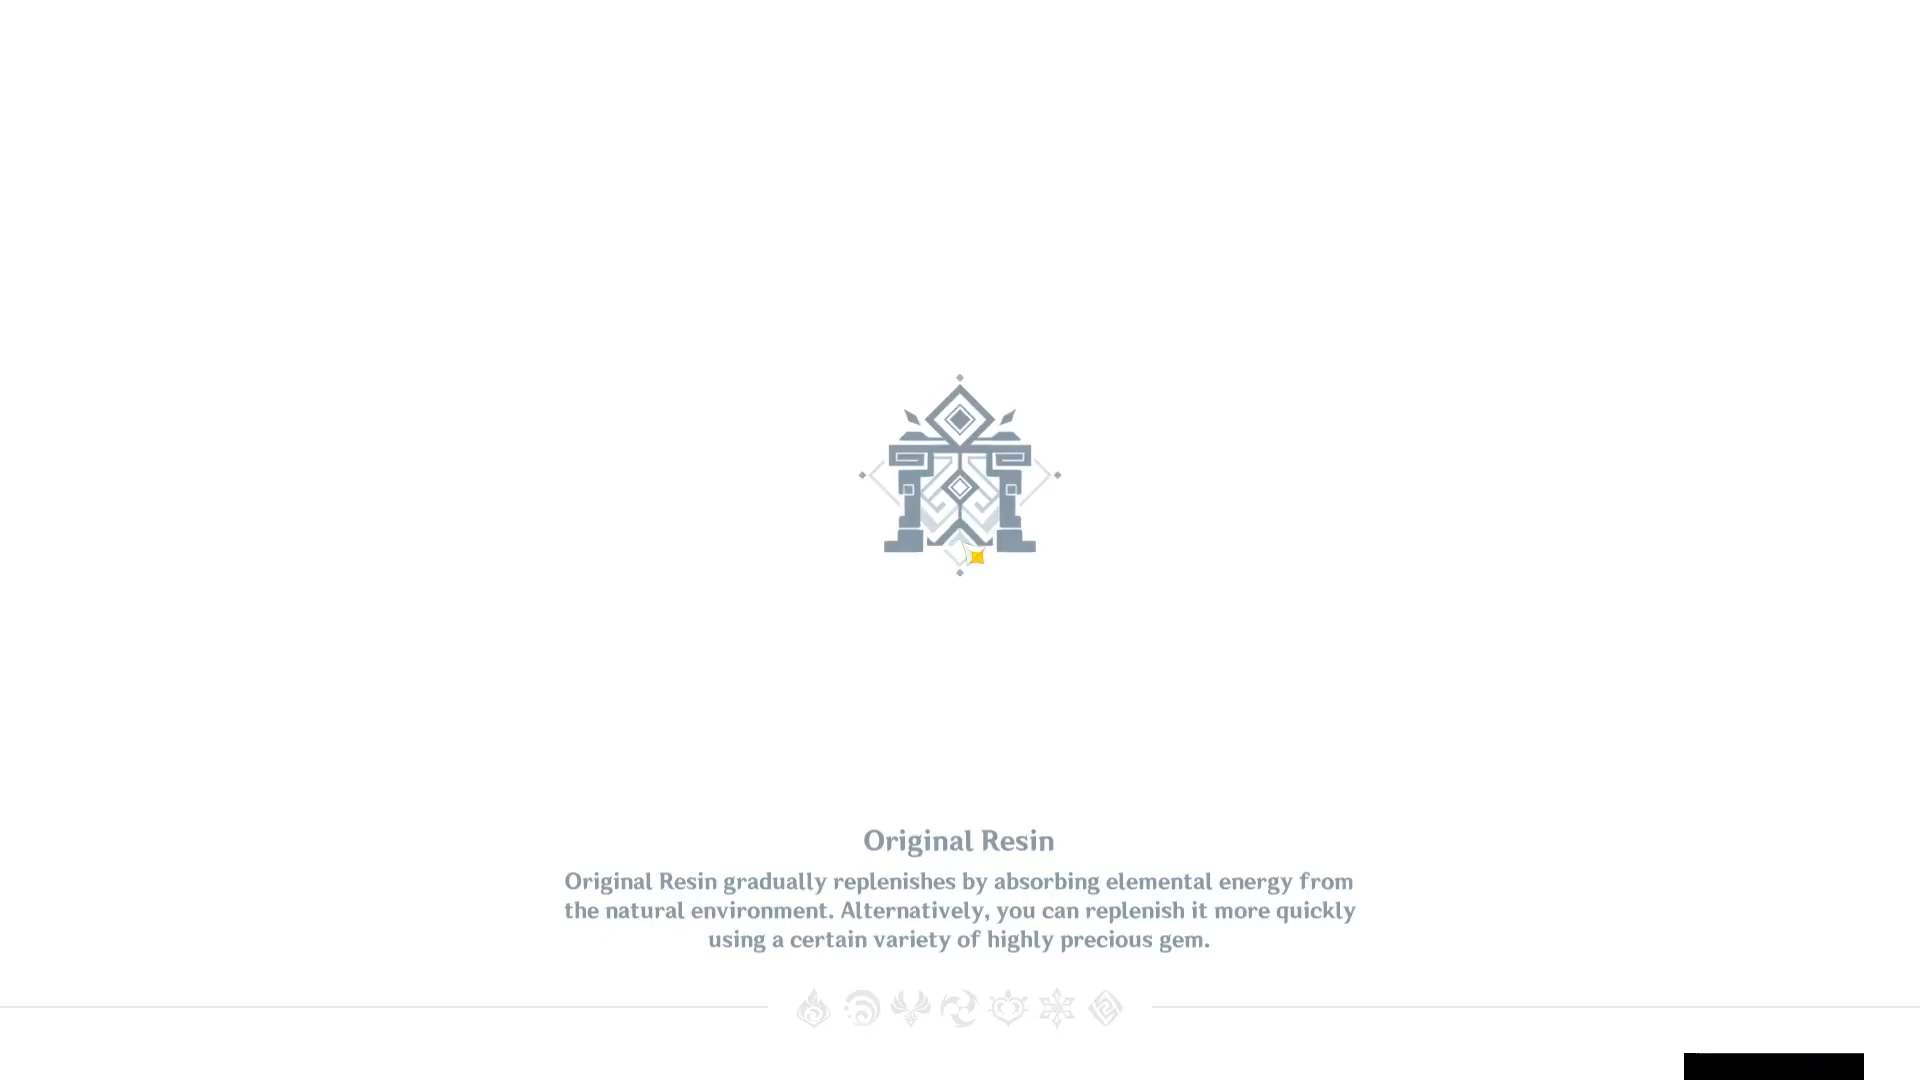 Original Resin
Original Resin gradually replenishes by absorbing elemental energy from
the natural environment. Alternatively, you can replenish it more quickly
using a certain variety of highly precious gem.